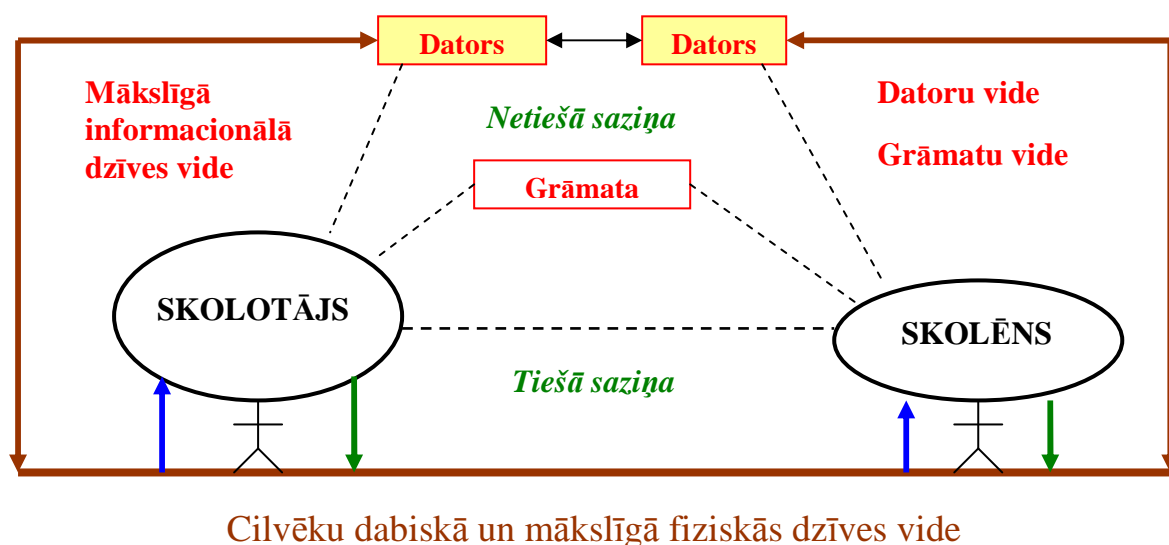 Dators
Dators
Mākslīgā
informacionālā
dzīves vide
Netiešā saziņa
Datoru vide
Grāmatu vide
Grāmata
SKOLOTĀJS
SKOLĒNS
Tiešā saziņa
Cilvēku dabiskā un mākslīgā fiziskās dzīves vide